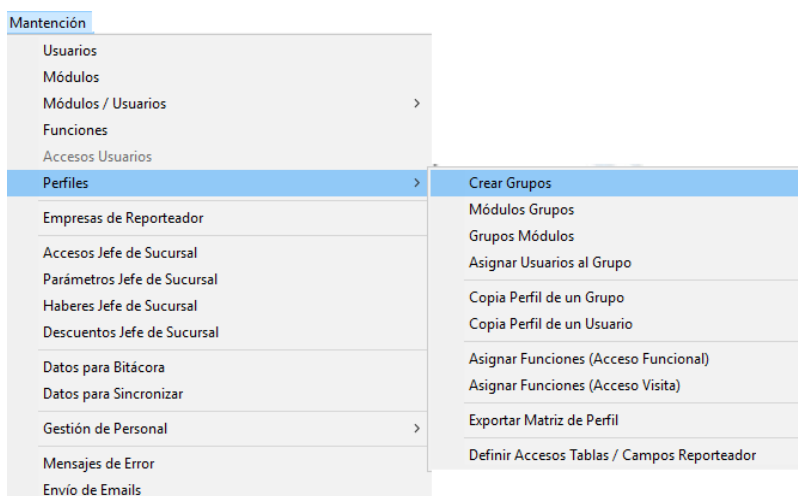 Mantención
Usuarios
Módulos
Módulos / Usuarios
Funciones
Accesos Usuarios
Perfiles
Empresas de Reporteador
Accesos Jefe de Sucursal
Parámetros Jefe de Sucursal
Haberes Jefe de Sucursal
Descuentos Jefe de Sucursal
Datos para Bitácora
Datos para Sincronizar
Gestión de Personal
Mensajes de Error
Envío de Emails
Crear Grupos
Módulos Grupos
Grupos Módulos
Asignar Usuarios al Grupo
Copia Perfil de un Grupo
Copia Perfil de un Usuario
Asignar Funciones (Acceso Funcional)
Asignar Funciones (Acceso Visita)
Exportar Matriz de Perfil
Definir Accesos Tablas / Campos Reporteador